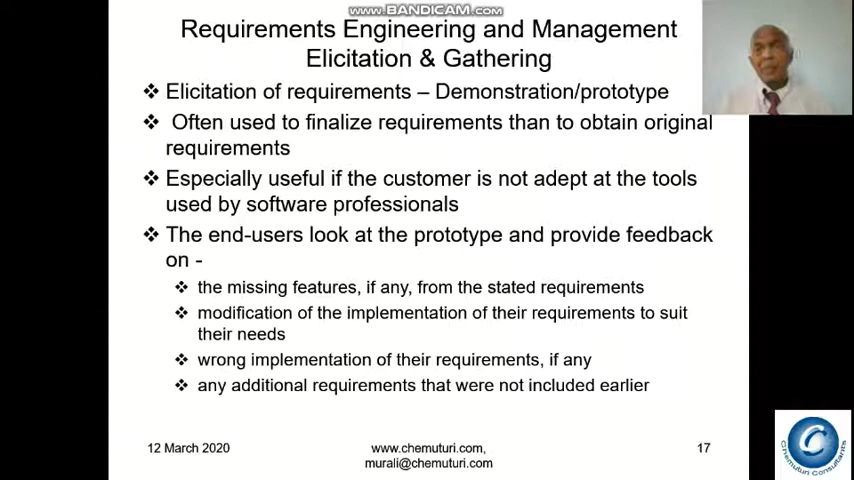 www.BANDICAM.com
Requirements Engineering and Management
Elicitation & Gathering
Elicitation of requirements – Demonstration/prototype
Often used to finalize requirements than to obtain original
requirements
Especially useful if the customer is not adept at the tools
used by software professionals
The end-users look at the prototype and provide feedback
on -
the missing features, if any, from the stated requirements
modification of the implementation of their requirements to suit
their needs
wrong implementation of their requirements, if any
any additional requirements that were not included earlier
12 March 2020
www.chemuturi.com,
murali@chemuturi.com
17
Chemuturi Consultants